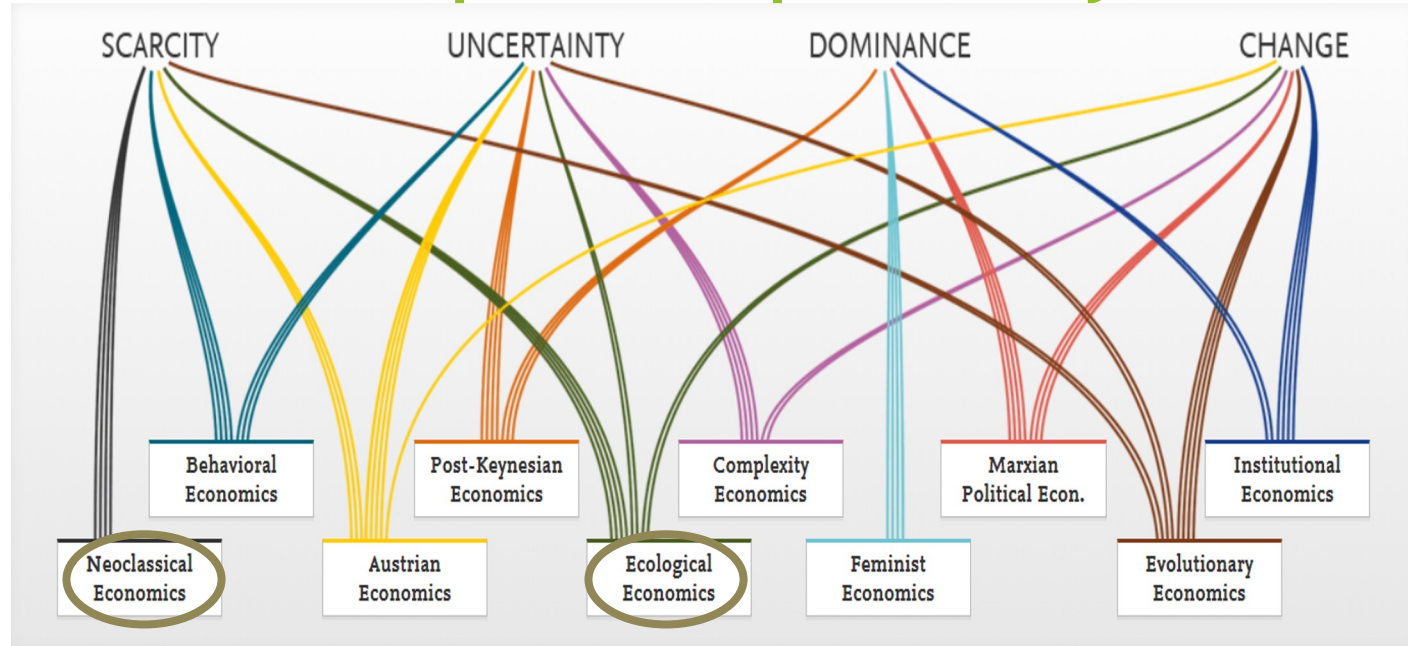 SCARCITY
UNCERTAINTY
DOMINANCE
CHANGE
Behavioral
Economics
Post-Keynesian
Economics
Complexity
Economics
Marxian
Political Econ.
Institutional
Economics
Neoclassical
Economics
Austrian
Economics
Ecological
Economics
Feminist
Economics
Evolutionary
Economics